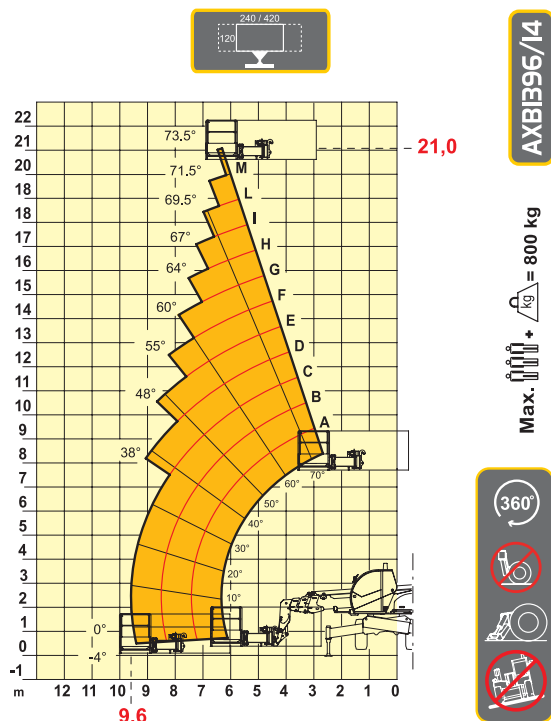 240 / 420
120
AXB1396/14
22
21
20
18
18
17
16
15
14
13
12
11
10
9
8
7
6
5
4
3
2
1
0
-1
m
12 11 10 9 8 7 6 5 4 3 2 1 0
9.6
21,0
73.5°
71.5°
69.5°
67°
64°
60°
55°
48°
38°
0°
-4°
M
L
I
H
G
F
E
D
C
B
A
70°
60°
50°
40°
30°
20°
10°
Max. + kg = 800 kg
360°